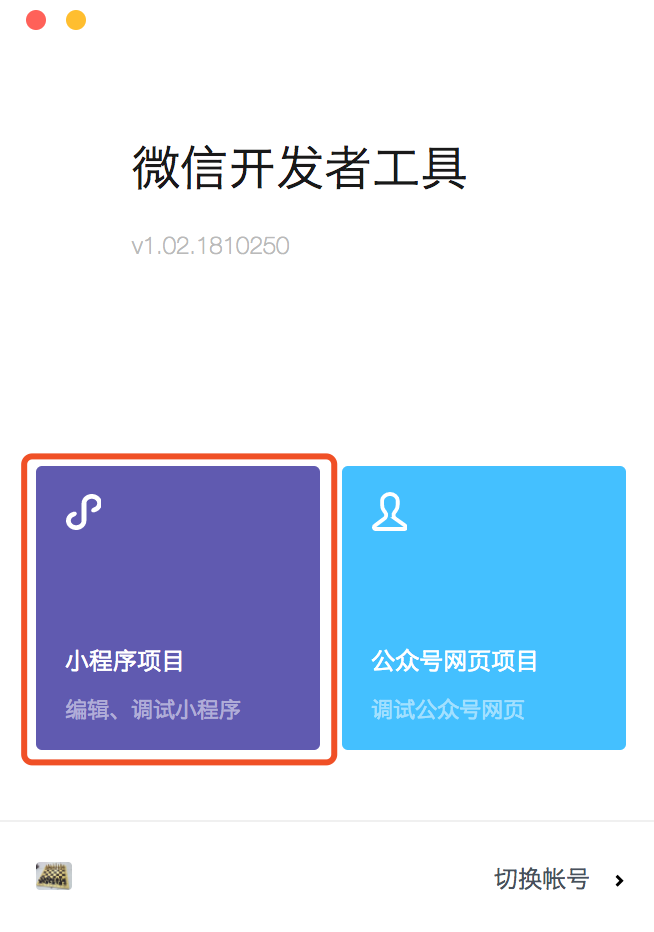 微信开发者工具
v1.02.1810250
小程序项目
编辑、调试小程序
公众号网页项目
调试公众号网页
切换帐号